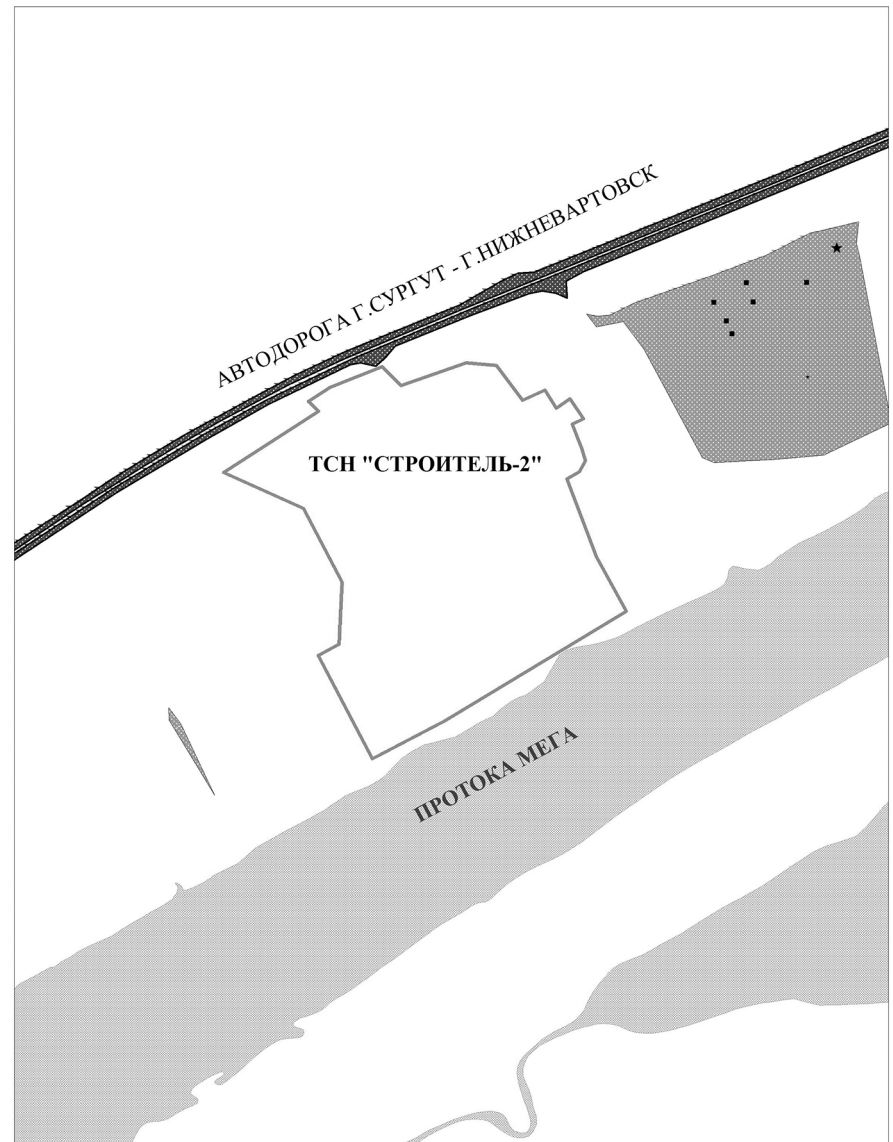 АВТОДОРОГА Г.СУРГУТ - Г.НИЖНЕВАРТОВСК
ТСН "СТРОИТЕЛЬ-2"
ПРОТОКА МЕГА